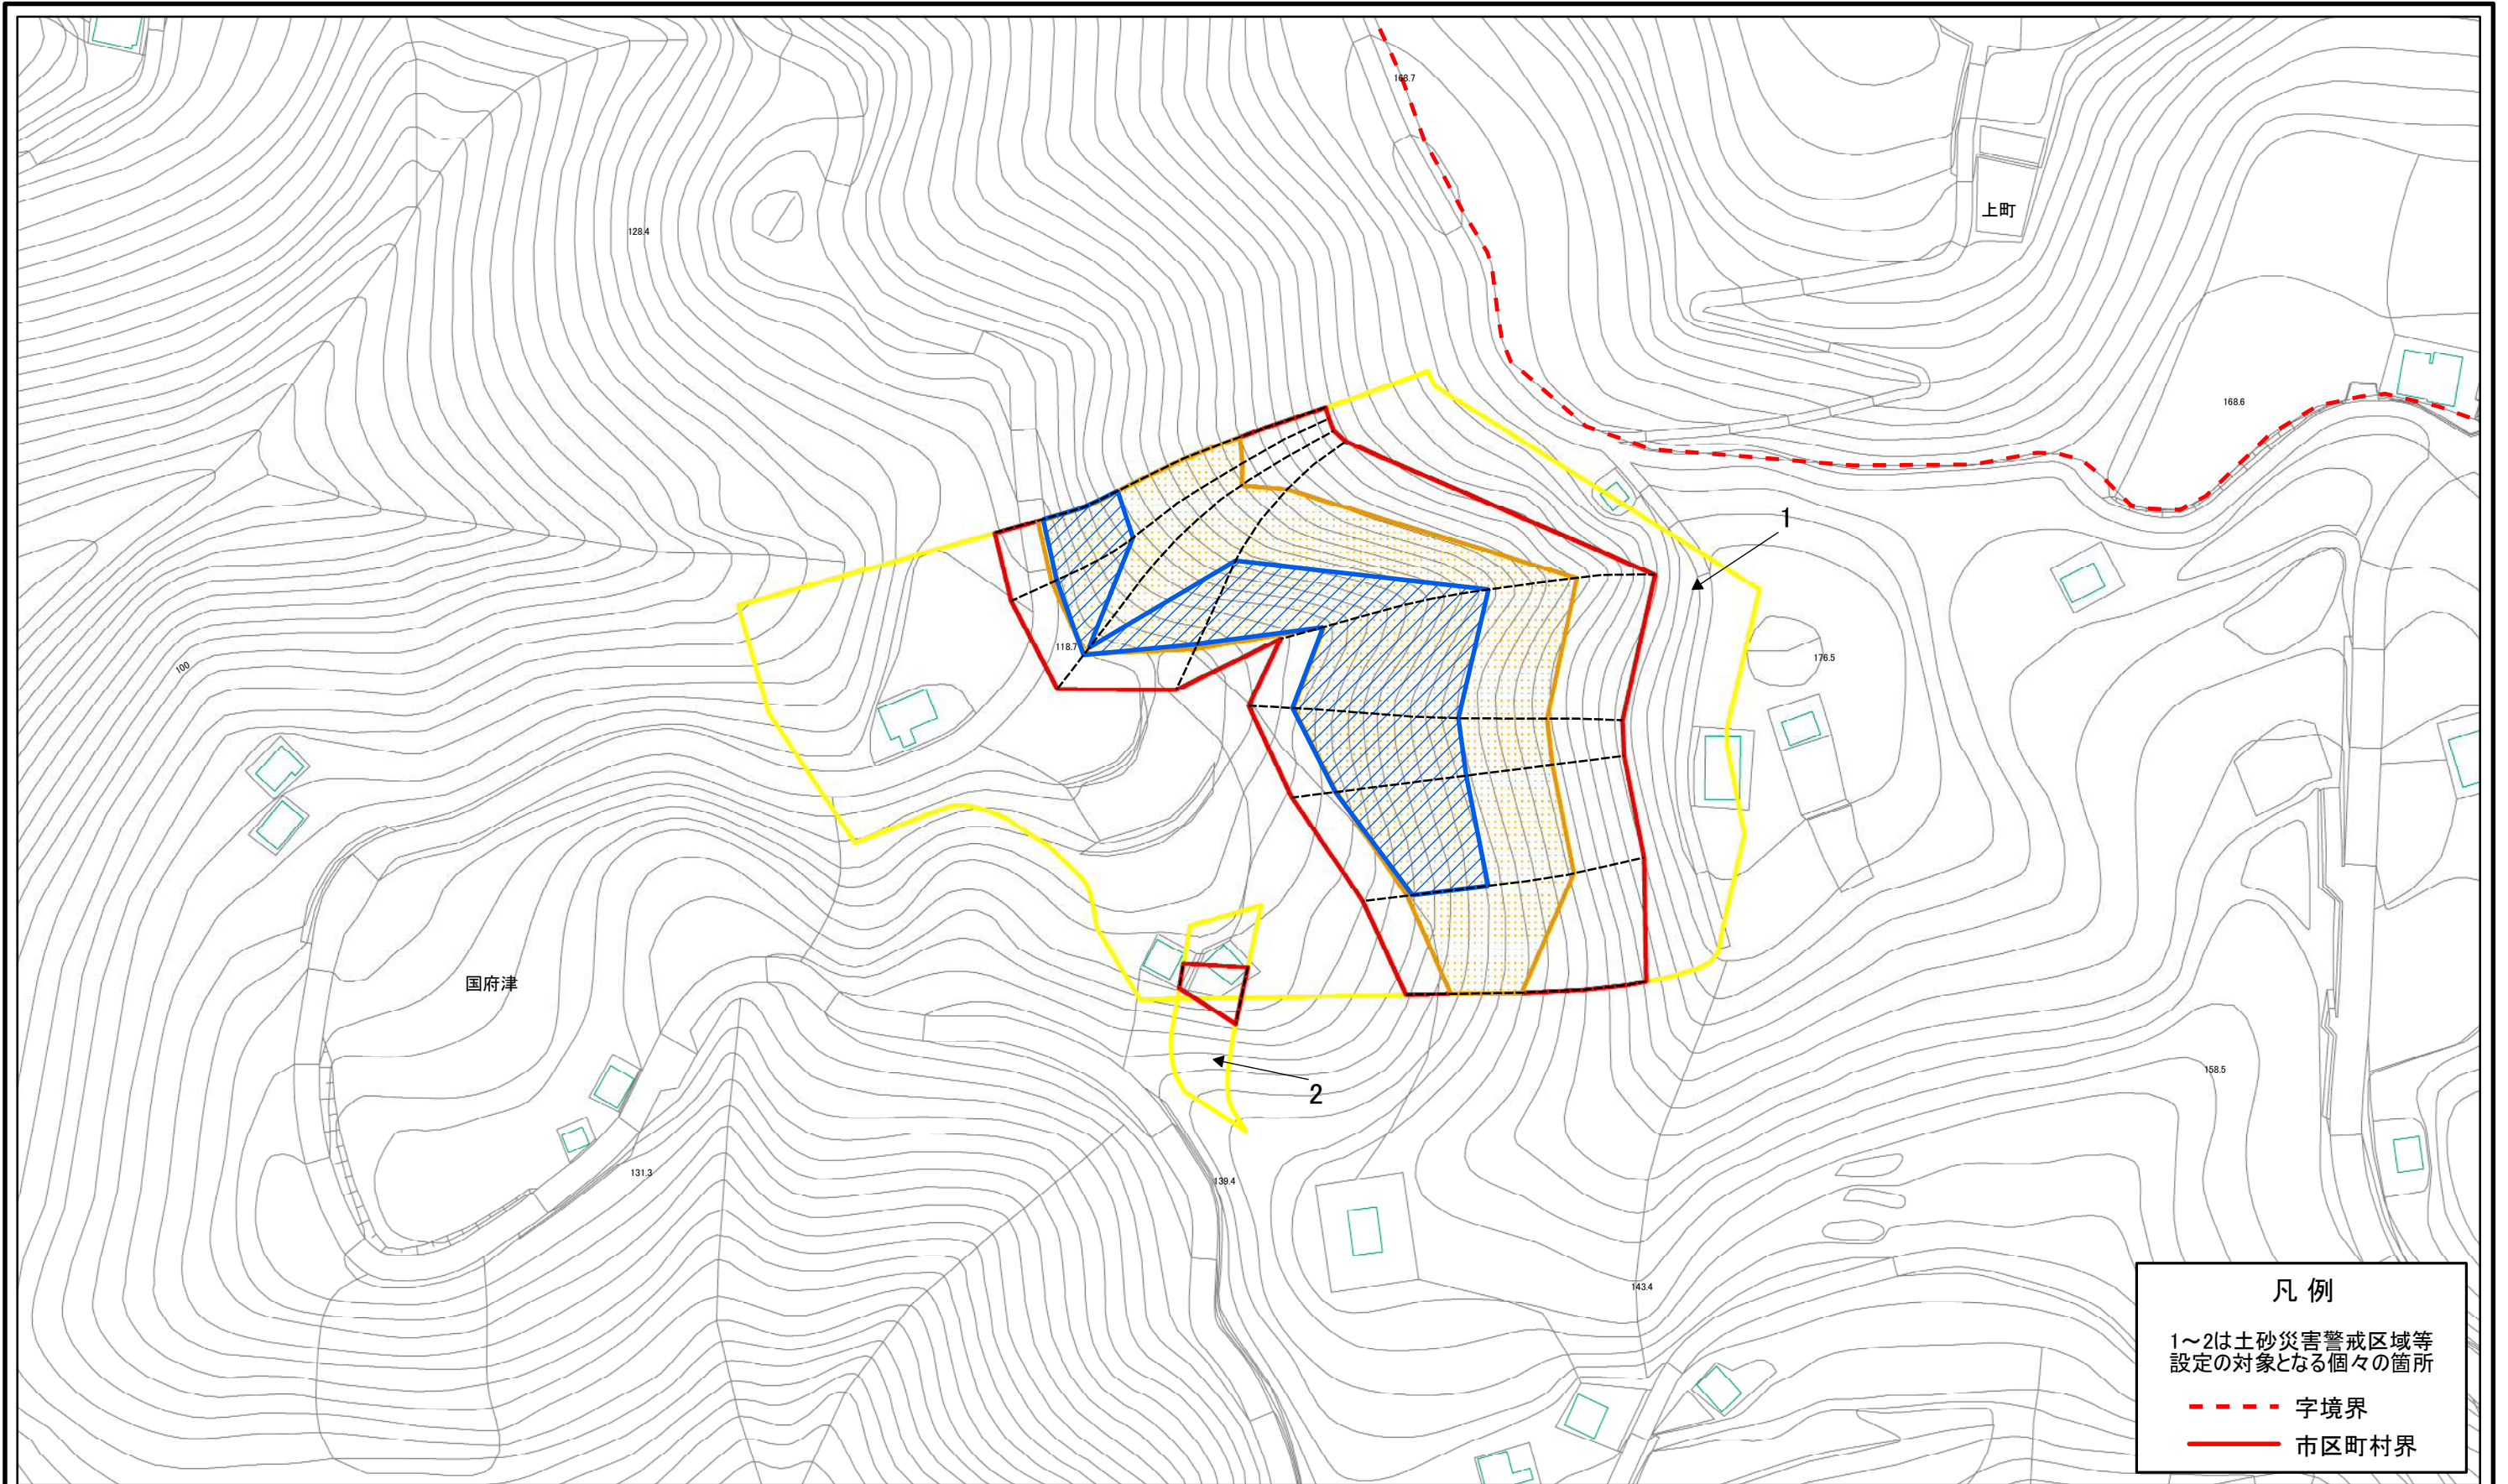 168.7
上町
128.4
168.6
1
118.7
176.5
100
国府津
2
158.5
131.3
139.4
143.4
凡 例
1～2は土砂災害警戒区域等
設定の対象となる個々の箇所
字境界
市区町村界